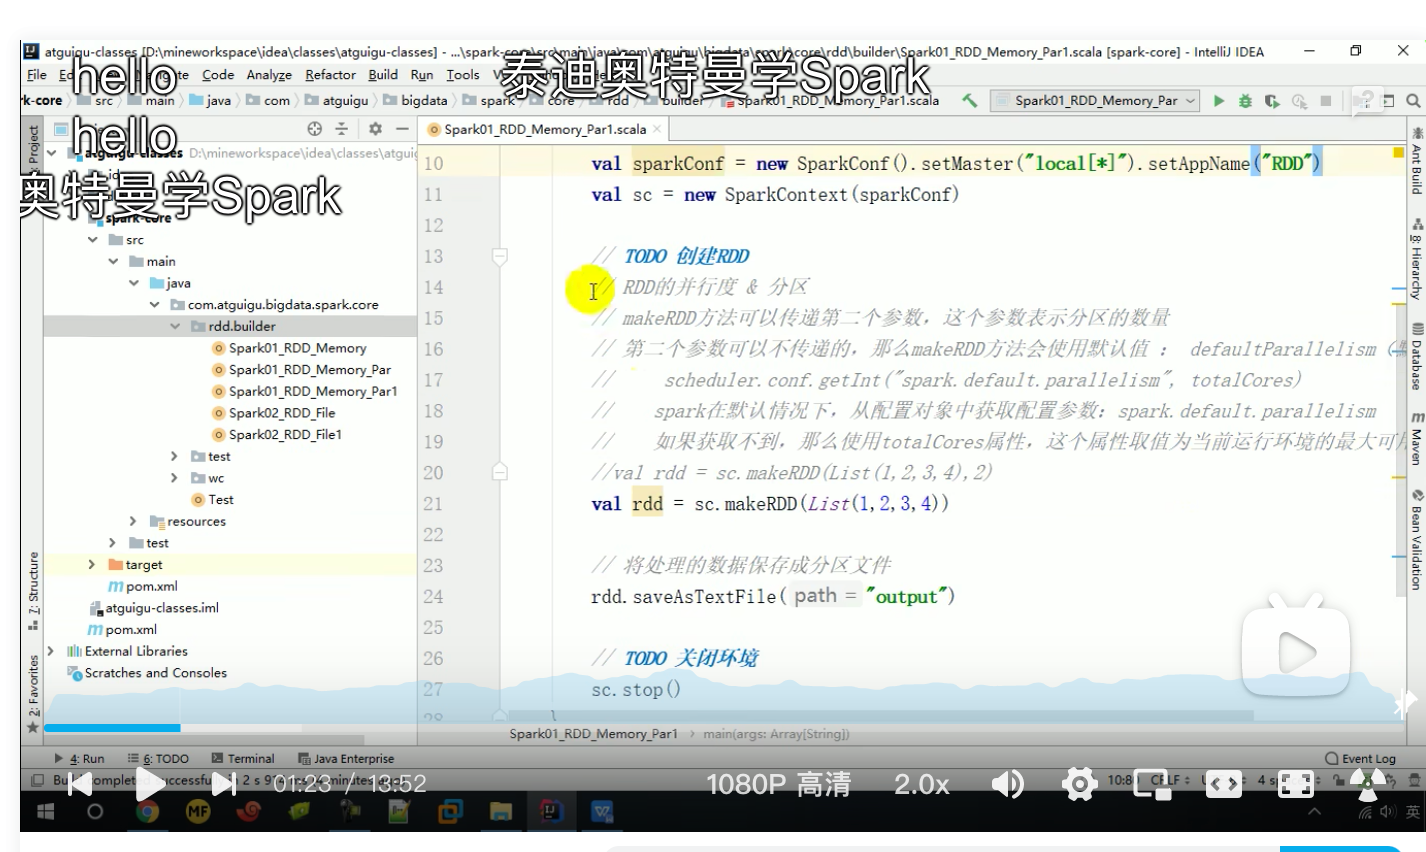 atguigu-classes [D:\mineworkspace\idea\classes\atguigu-classes] - ...\spark-core\src\main\java\com\atguigu\bigdata\spark\core\rdd\builder\Spark01_RDD_Memory_Par1.scala [spark-core] - IntelliJ IDEA
File Navigate Code Analyze Refactor Build Run Tools
hello
泰迪奥特曼学Spark
rk-core src main java com atguigu bigdata spark core rdd builder Spark01_RDD_Memory_Par1.scala Spark01_RDD_Memory_Par
hello
奥特曼学Spark
Spark01_RDD_Memory_Par1.scala
Project
atguigu-classes D:\mineworkspace\idea\classes\atguig
spark-core
src
main
java
com.atguigu.bigdata.spark.core
rdd.builder
Spark01_RDD_Memory
Spark01_RDD_Memory_Par
Spark01_RDD_Memory_Par1
Spark02_RDD_File
Spark02_RDD_File1
test
wc
Test
resources
test
target
pom.xml
atguigu-classes.iml
pom.xml
External Libraries
Scratches and Consoles
7: Structure
2: Favorites
10 val sparkConf = new SparkConf().setMaster("local[*]").setAppName("RDD")
11 val sc = new SparkContext(sparkConf)
12
13 // TODO 创建RDD
14 // RDD的并行度 & 分区
15 // makeRDD方法可以传递第二个参数，这个参数表示分区的数量
16 // 第二个参数可以不传递的，那么makeRDD方法会使用默认值 ： defaultParallelism（
17 // scheduler.conf.getInt("spark.default.parallelism", totalCores)
18 // spark在默认情况下，从配置对象中获取配置参数：spark.default.parallelism
19 // 如果获取不到，那么使用totalCores属性，这个属性取值为当前运行环境的最大可用
20 //val rdd = sc.makeRDD(List(1,2,3,4),2)
21 val rdd = sc.makeRDD(List(1,2,3,4))
22
23 // 将处理的数据保存成分区文件
24 rdd.saveAsTextFile( path = "output")
25
26 // TODO 关闭环境
27 sc.stop()
28 }
Spark01_RDD_Memory_Par1 main(args: Array[String])
Ant Build
8: Hierarchy
Database
Maven
Bean Validation
4: Run 6: TODO Terminal Java Enterprise Event Log
01:23 / 13:52 1080P 高清 2.0x
10:80 CRLF
MF
英